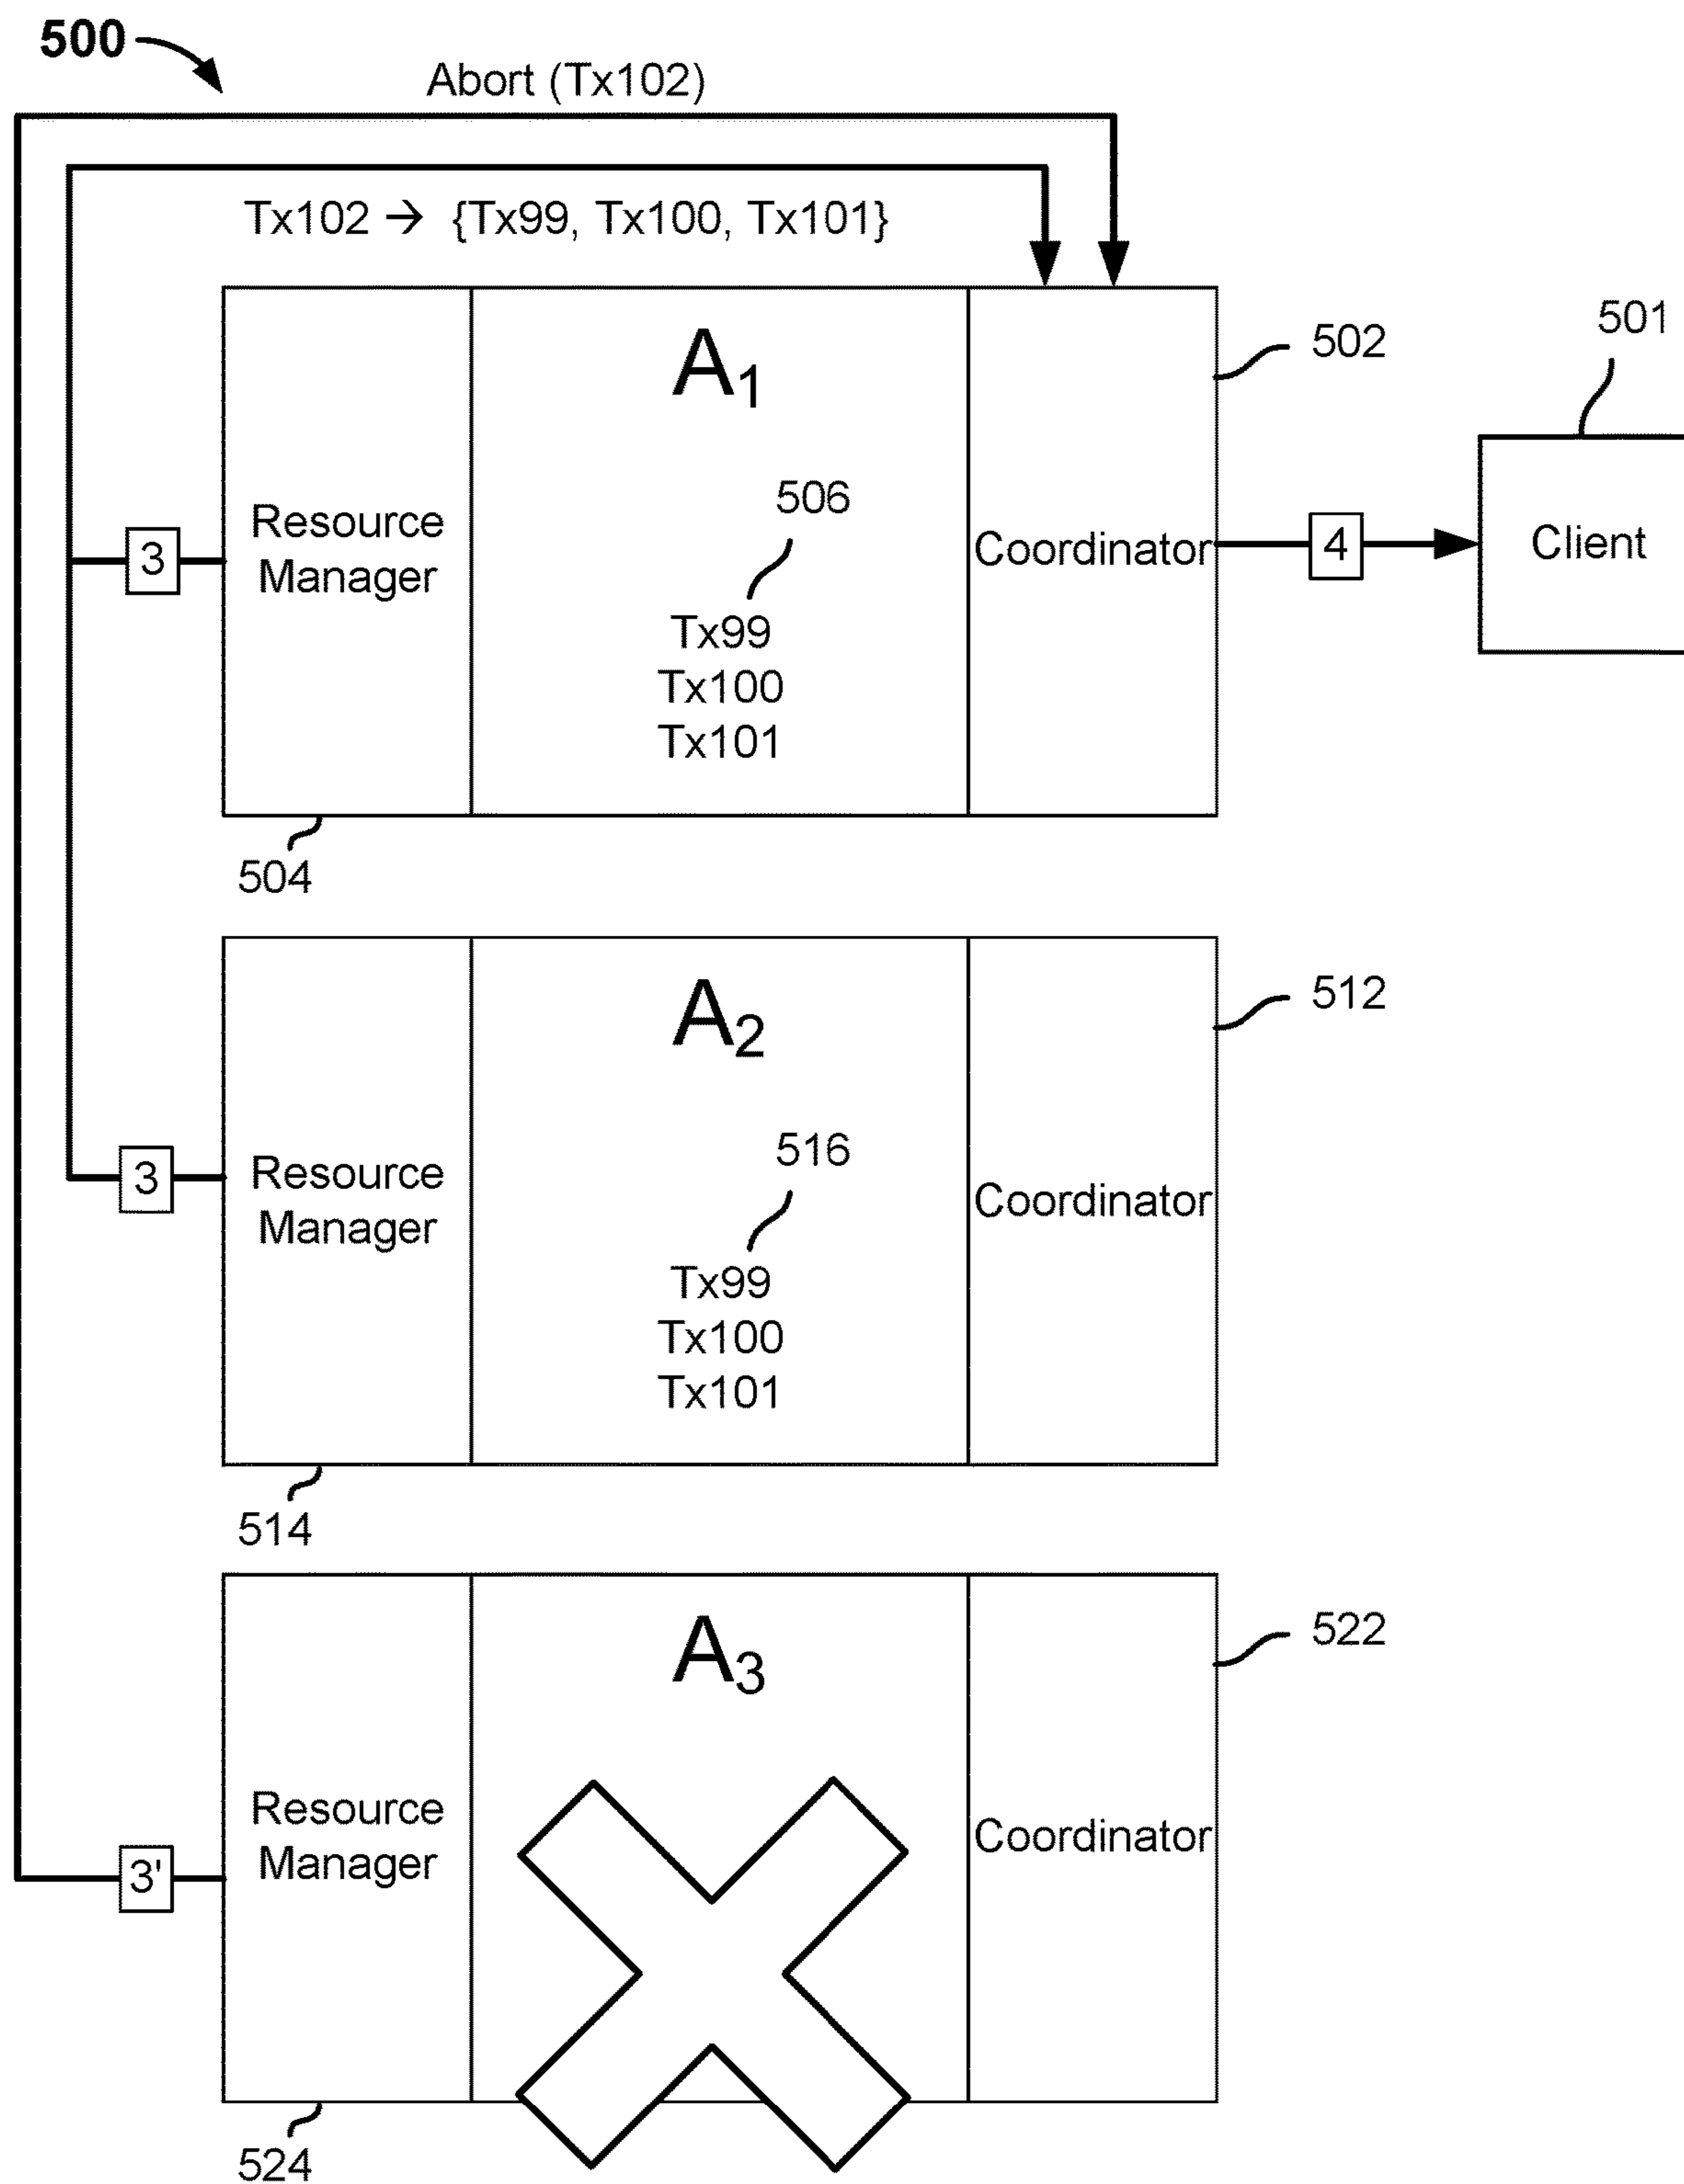 500
Abort (Tx102)
Tx102 → {Tx99, Tx100, Tx101}
A1
502
501
506
Resource
Manager
3
Coordinator
4
Client
Tx99
Tx100
Tx101
504
A2
512
516
Resource
Manager
3
Coordinator
Tx99
Tx100
Tx101
514
A3
522
Resource
Manager
3'
Coordinator
524